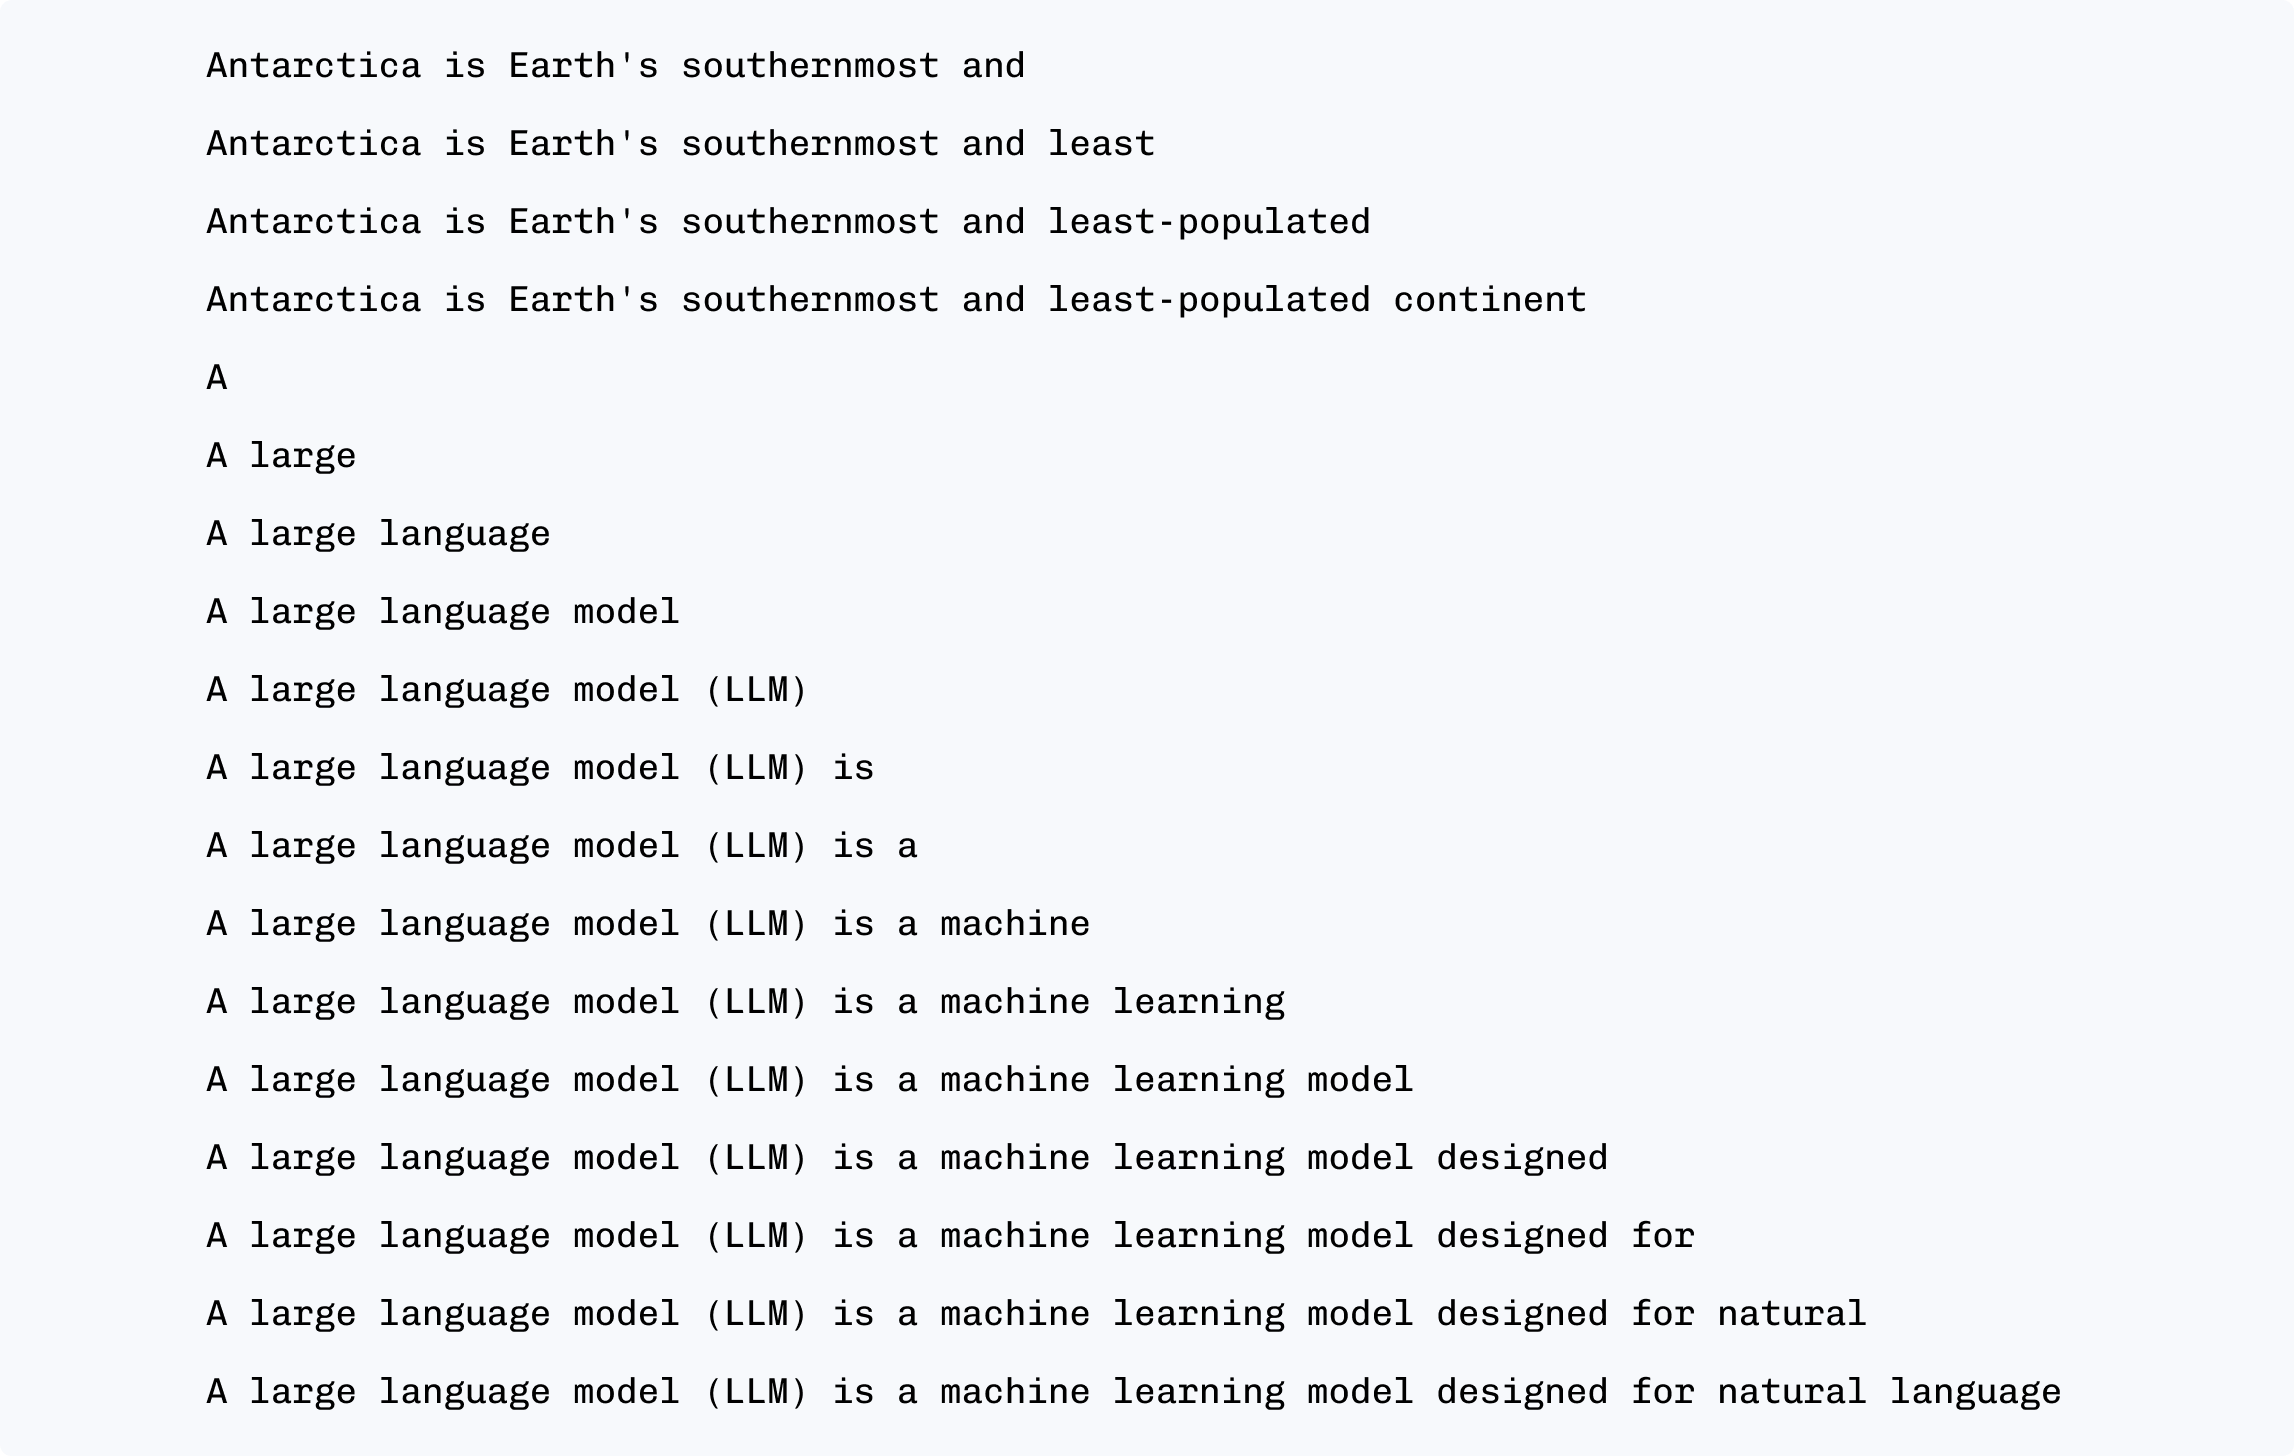 Antarctica is Earth's southernmost and
Antarctica is Earth's southernmost and least
Antarctica is Earth's southernmost and least-populated
Antarctica is Earth's southernmost and least-populated continent
A
A large
A large language
A large language model
A large language model (LLM)
A large language model (LLM) is
A large language model (LLM) is a
A large language model (LLM) is a machine
A large language model (LLM) is a machine learning
A large language model (LLM) is a machine learning model
A large language model (LLM) is a machine learning model designed
A large language model (LLM) is a machine learning model designed for
A large language model (LLM) is a machine learning model designed for natural
A large language model (LLM) is a machine learning model designed for natural language